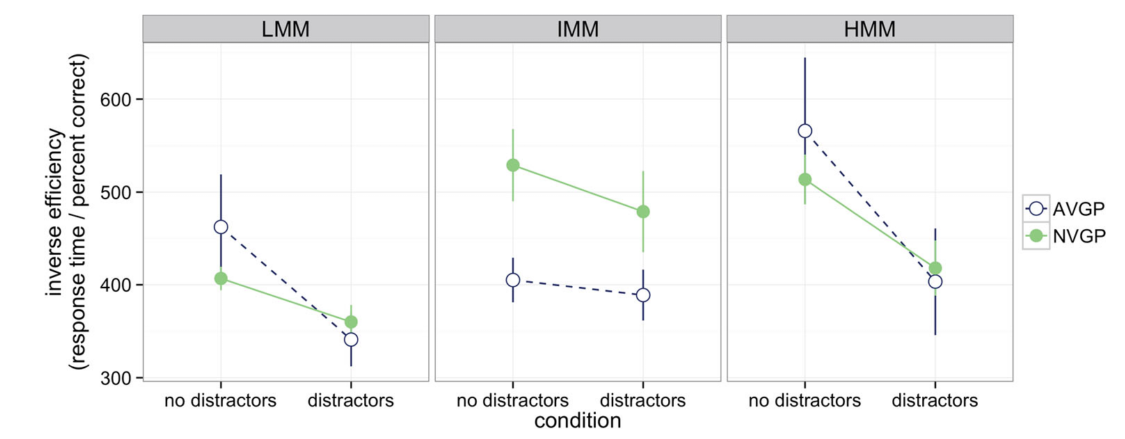 LMM
IMM
HMM
inverse efficiency
(response time / percent correct)
600
500
400
300
no distractors
distractors
no distractors
distractors
no distractors
distractors
condition
AVGP
NVGP